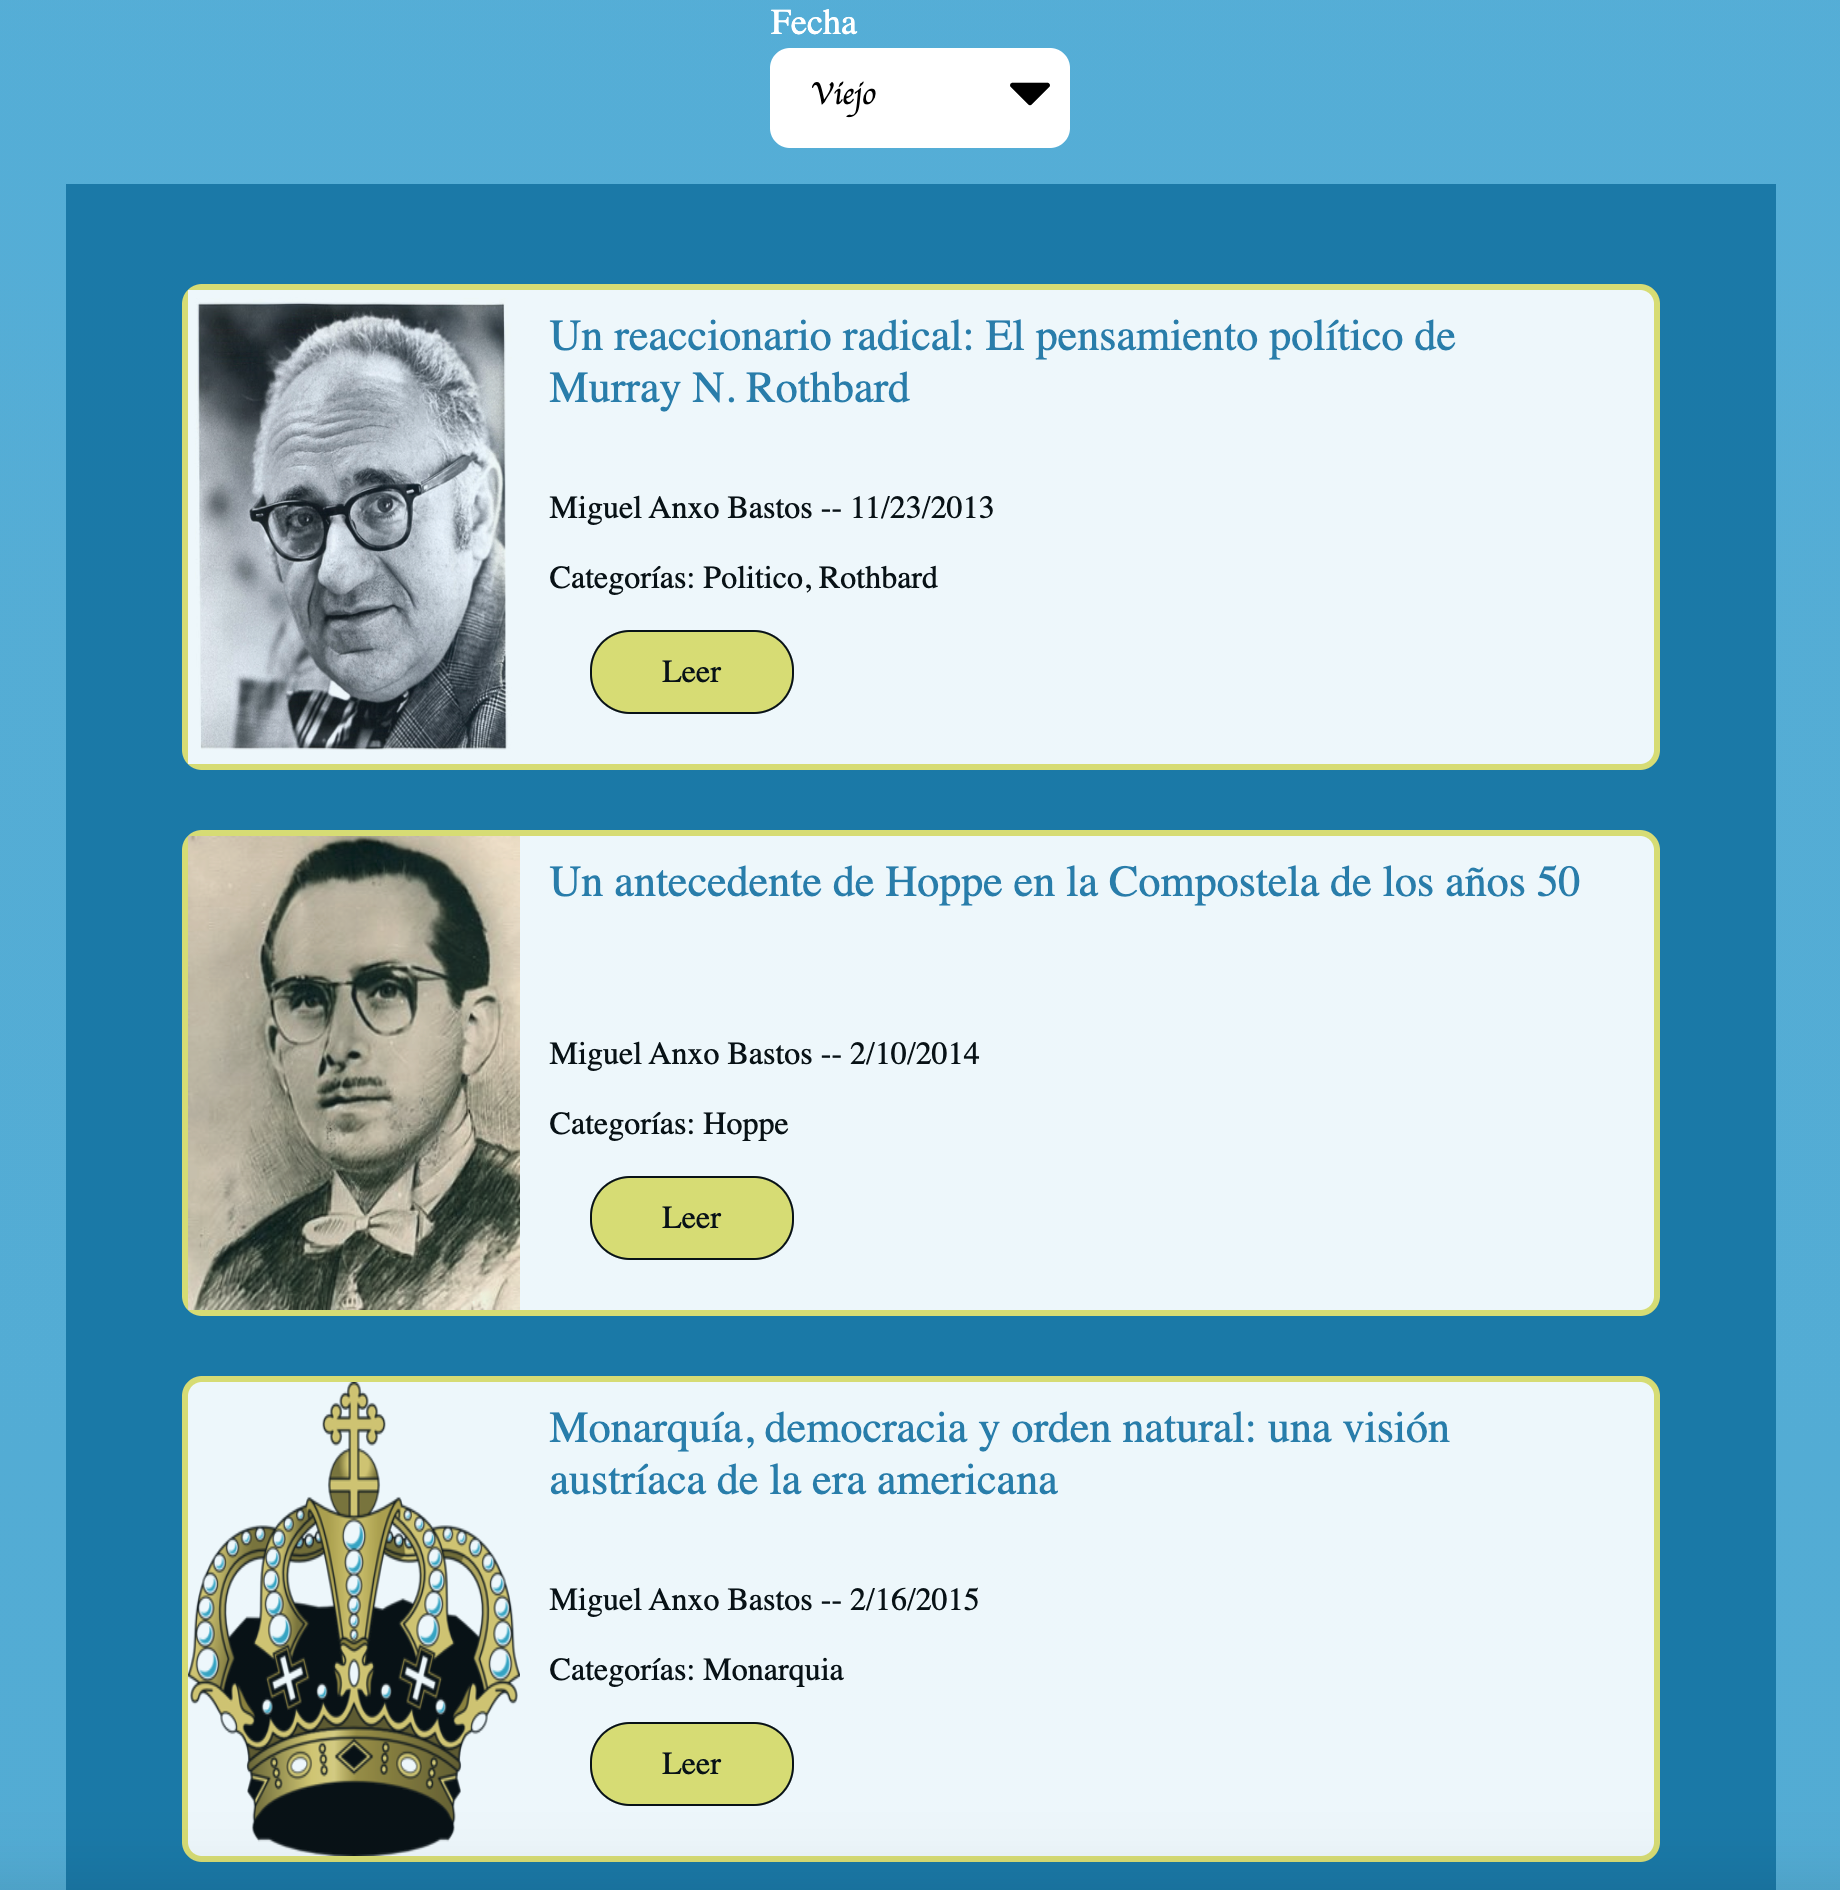 Fecha
Viejo
Un reaccionario radical: El pensamiento político de
Murray N. Rothbard
Miguel Anxo Bastos -- 11/23/2013
Categorías: Politico, Rothbard
Leer
Un antecedente de Hoppe en la Compostela de los años 50
Miguel Anxo Bastos -- 2/10/2014
Categorías: Hoppe
Leer
Monarquía, democracia y orden natural: una visión
austríaca de la era americana
Miguel Anxo Bastos -- 2/16/2015
Categorías: Monarquia
Leer